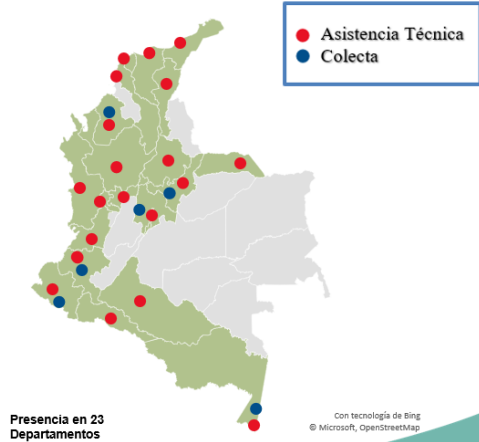 Asistencia Técnica
Colecta
Presencia en 23
Departamentos
Con tecnología de Bing
© Microsoft, OpenStreetMap